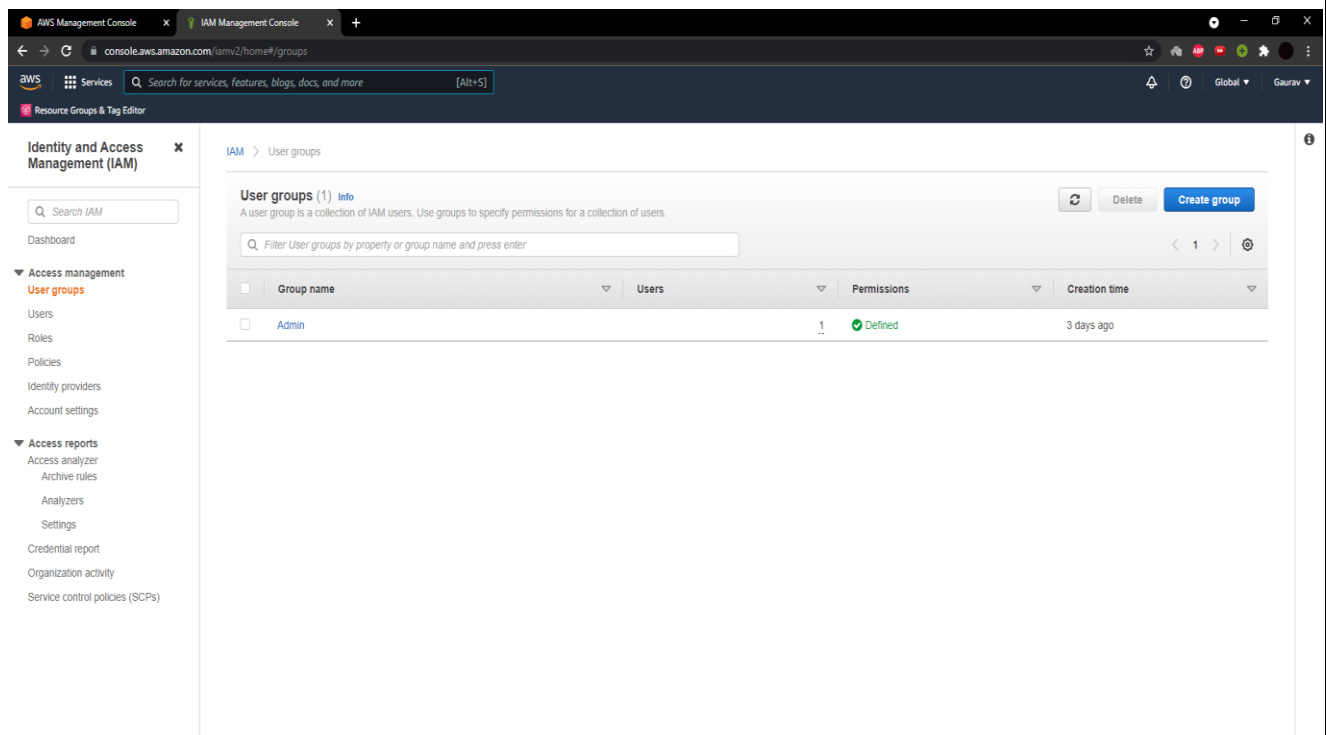 AWS Management Console
IAM Management Console
console.aws.amazon.com/iamv2/home#/groups
ABP
aws
Services
Search for services, features, blogs, docs, and more
[Alt+S]
Global
Gaurav
Resource Groups & Tag Editor
Identity and Access
Management (IAM)
Search IAM
Dashboard
Access management
User groups
Users
Roles
Policies
Identity providers
Account settings
Access reports
Access analyzer
Archive rules
Analyzers
Settings
Credential report
Organization activity
Service control policies (SCPs)
IAM > User groups
User groups (1) Info
A user group is a collection of IAM users. Use groups to specify permissions for a collection of users.
Delete
Create group
Filter User groups by property or group name and press enter
< 1 >
Group name Users Permissions Creation time
Admin 1 Defined 3 days ago